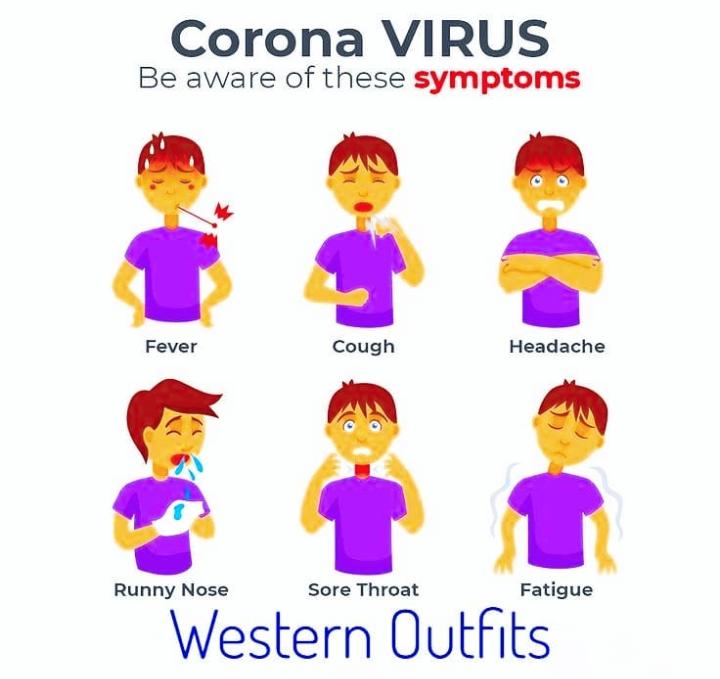 Corona VIRUS
Be aware of these symptoms
Fever
Cough
Headache
Runny Nose
Sore Throat
Fatigue
Western Outfits